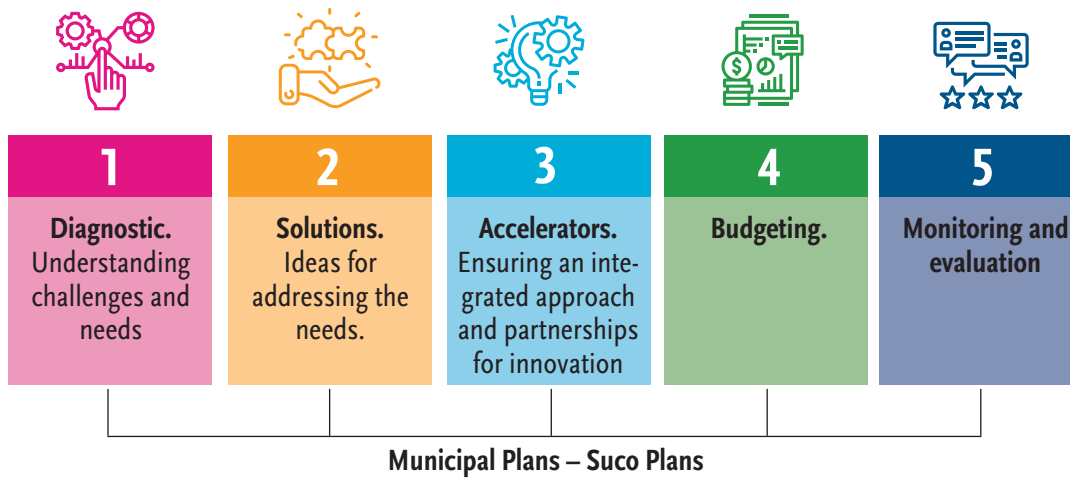 1
Diagnostic.
Understanding
challenges and
needs
2
Solutions.
Ideas for
addressing the
needs.
3
Accelerators.
Ensuring an inte-
grated approach
and partnerships
for innovation
4
Budgeting.
5
Monitoring and
evaluation
Municipal Plans – Suco Plans